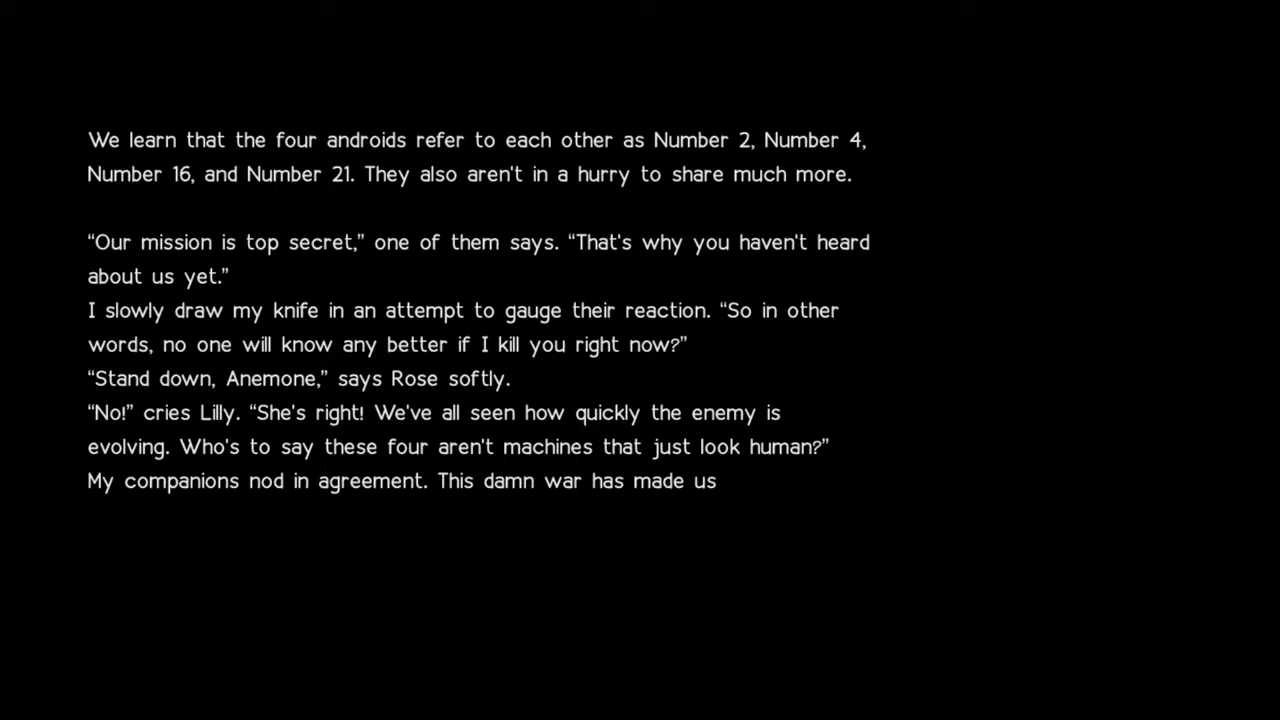 We learn that the four androids refer to each other as Number 2, Number 4,
Number 16, and Number 21. They also aren't in a hurry to share much more.
“Our mission is top secret,” one of them says. “That's why you haven't heard
about us yet.”
I slowly draw my knife in an attempt to gauge their reaction. “So in other
words, no one will know any better if I kill you right now?”
“Stand down, Anemone,” says Rose softly.
“No!” cries Lilly. “She's right! We've all seen how quickly the enemy is
evolving. Who's to say these four aren't machines that just look human?”
My companions nod in agreement. This damn war has made us